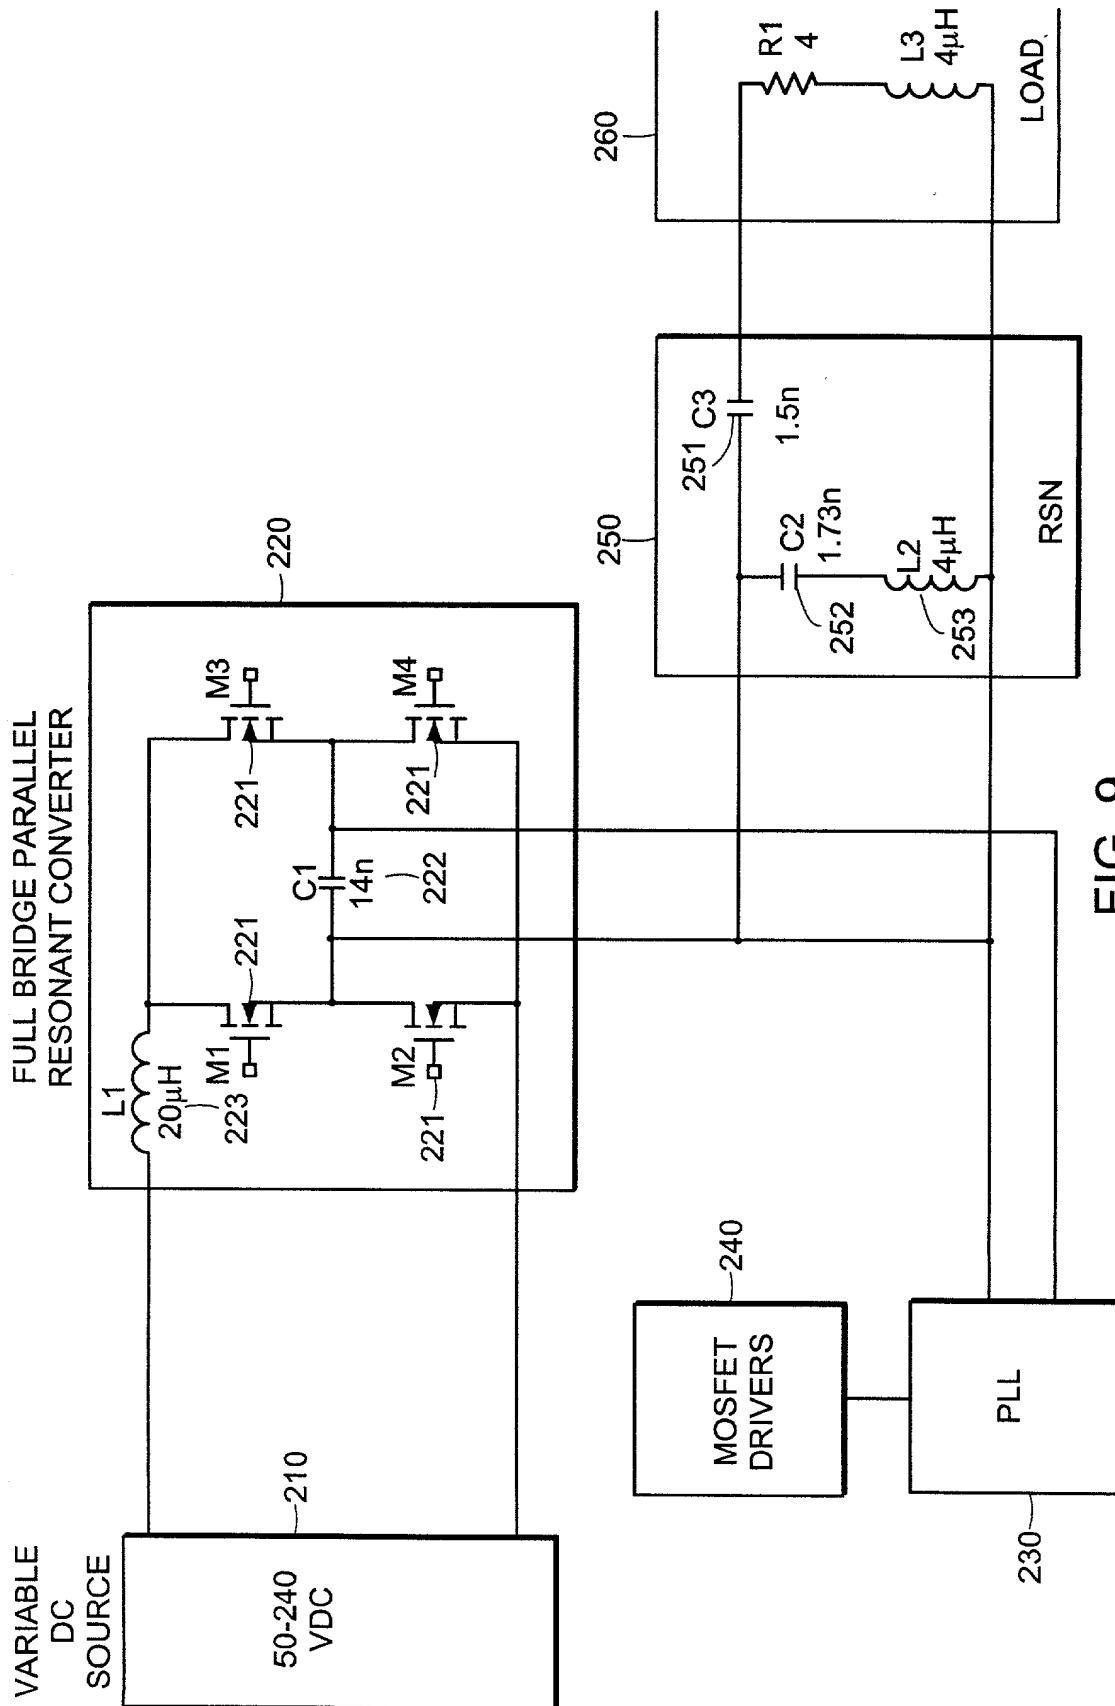 FULL BRIDGE PARALLEL
RESONANT CONVERTER
VARIABLE
DC
SOURCE
50-240
VDC
210
L1
20µH
223
M1
221
M2
221
C1
14n
222
M3
221
M4
221
220
MOSFET
DRIVERS
240
PLL
230
250
251
C3
1.5n
C2
1.73n
252
L2
4µH
253
RSN
260
R1
4
L3
4µH
LOAD